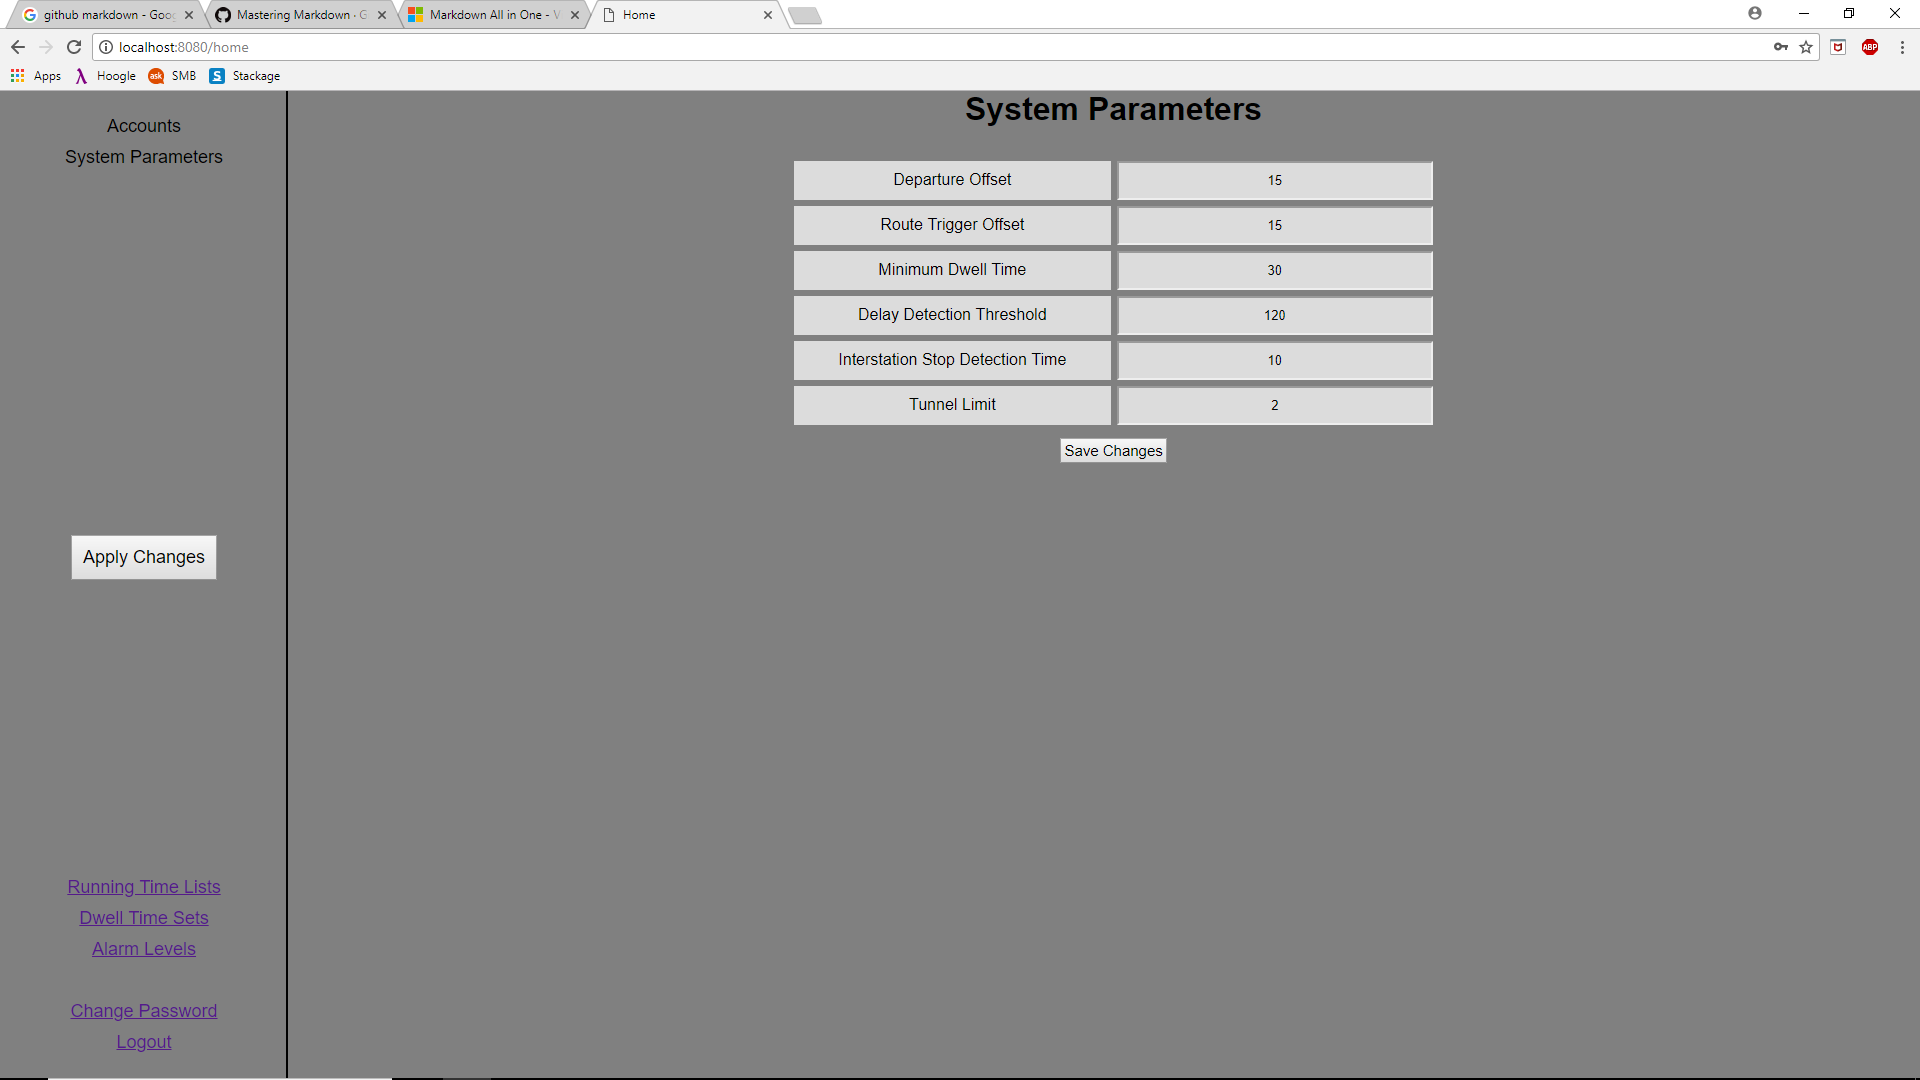 github markdown - Goo
Mastering Markdown - G
Markdown All in One - V
Home
localhost:8080/home
ABP
Apps
Hoogle
ask
SMB
S
Stackage
Accounts
System Parameters
Apply Changes
Running Time Lists
Dwell Time Sets
Alarm Levels
Change Password
Logout
System Parameters
Departure Offset 15
Route Trigger Offset 15
Minimum Dwell Time 30
Delay Detection Threshold 120
Interstation Stop Detection Time 10
Tunnel Limit 2
Save Changes